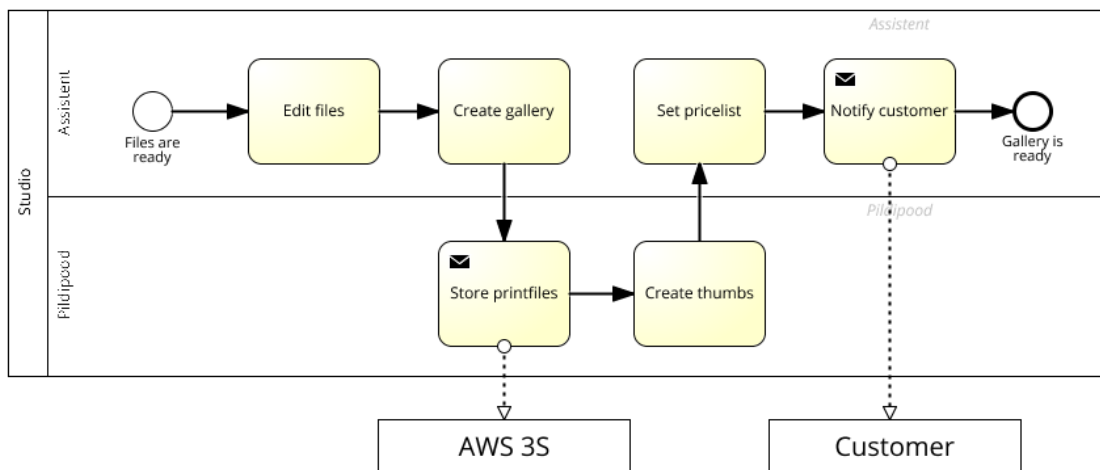 Studio
Assistent
Assistent
Files are
ready
Edit files
Create gallery
Set pricelist
Notify customer
Gallery is
ready
Pildipood
Pildipood
Store printfiles
Create thumbs
AWS 3S
Customer